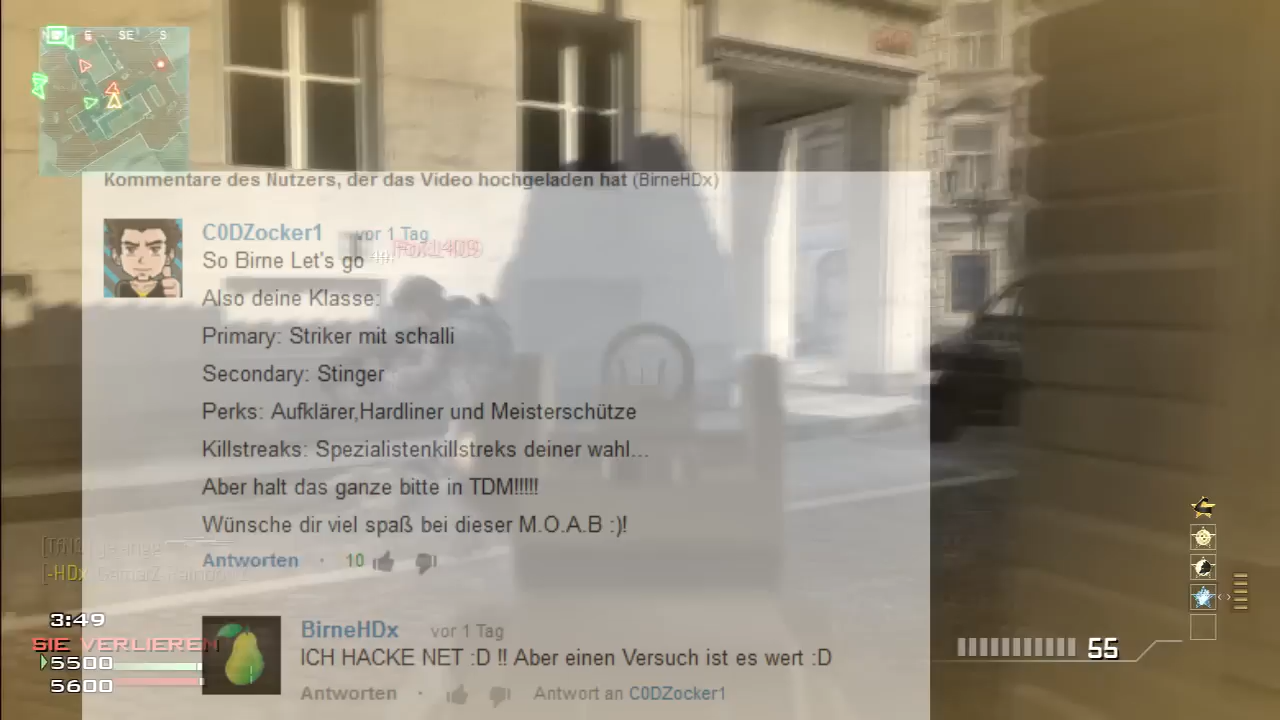 E SE S
Kommentare des Nutzers, der das Video hochgeladen hat (BirneHDx)
C0DZocker1 vor 1 Tag
So Birne Let's go
Also deine Klasse:
Primary: Striker mit schalli
Secondary: Stinger
Perks: Aufklärer,Hardliner und Meisterschütze
Killstreaks: Spezialistenkillstreks deiner wahl...
Aber halt das ganze bitte in TDM!!!!!
Wünsche dir viel spaß bei dieser M.O.A.B :)!
Antworten · 10
[-HDx
3:49
SIE VERLIEREN
5500
5600
BirneHDx vor 1 Tag
ICH HACKE NET :D !! Aber einen Versuch ist es wert :D
Antworten · Antwort an C0DZocker1
55